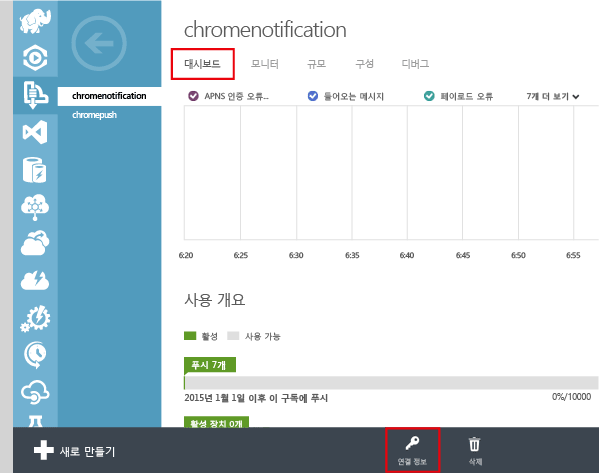 chromenotification
대시보드 모니터 규모 구성 디버그
chromenotification
chromepush
APNS 인증 오류... 들어오는 메시지 페이로드 오류 7개 더 보기
6:20 6:25 6:30 6:35 6:40 6:45 6:50 6:55
사용 개요
활성 사용 가능
푸시 7개
2015년 1월 1일 이후 이 구독에 푸시 0%/10000
활성 장치 0개
새로 만들기 연결 정보 삭제